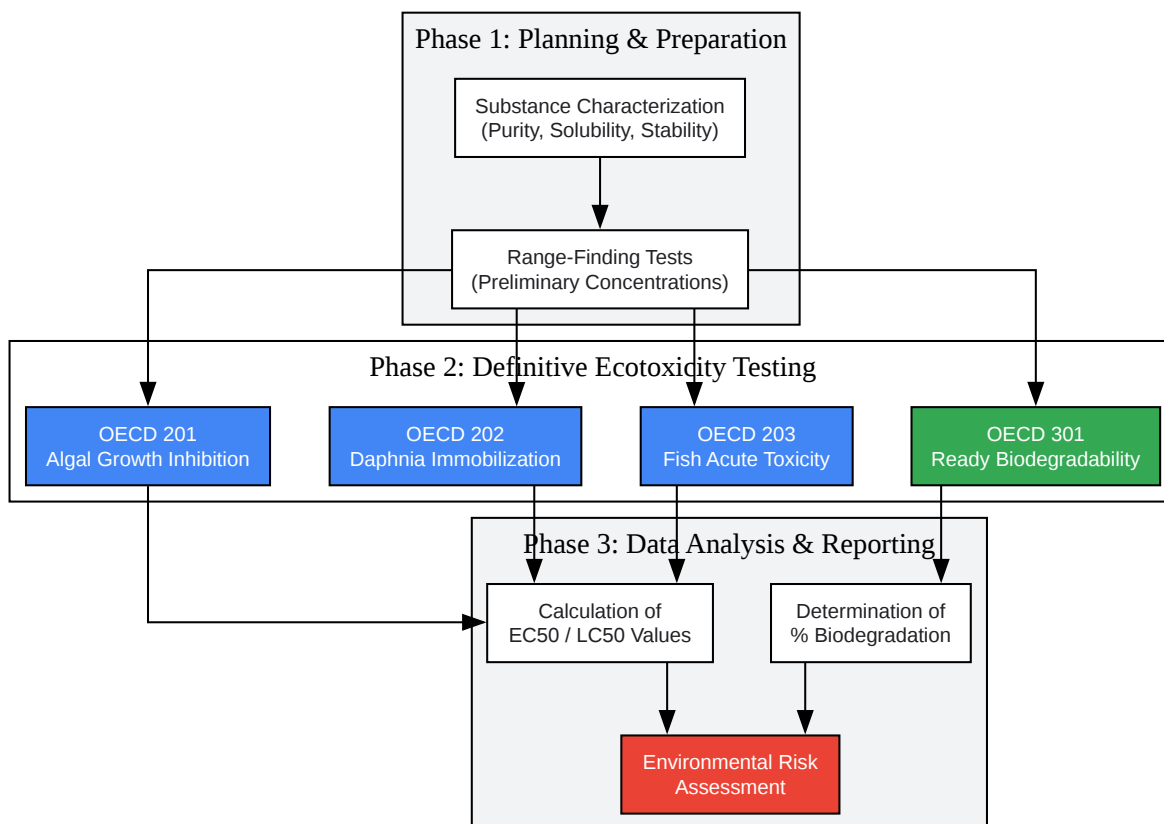 Phase 1: Planning & Preparation
Substance Characterization
(Purity, Solubility, Stability)
Range-Finding Tests
(Preliminary Concentrations)
Phase 2: Definitive Ecotoxicity Testing
OECD 201
Algal Growth Inhibition
OECD 202
Daphnia Immobilization
OECD 203
Fish Acute Toxicity
OECD 301
Ready Biodegradability
Phase 3: Data Analysis & Reporting
Calculation of
EC50 / LC50 Values
Determination of
% Biodegradation
Environmental Risk
Assessment